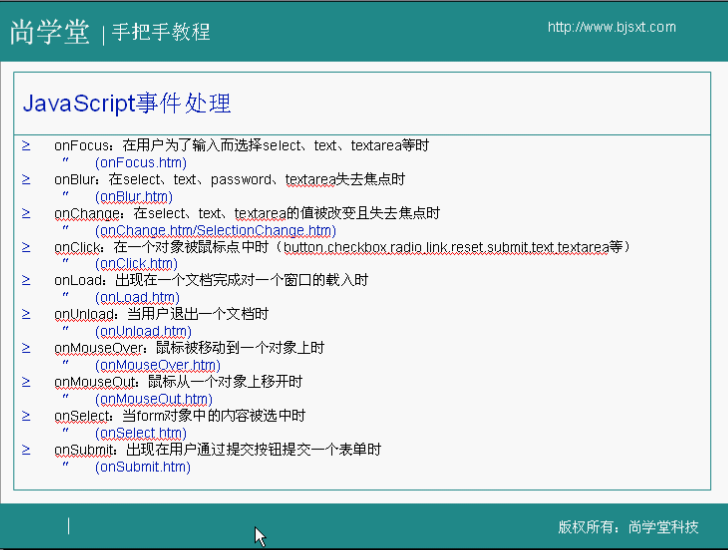 尚学堂 | 手把手教程
http://www.bjsxt.com
JavaScript事件处理
≥ onFocus：在用户为了输入而选择select、text、textarea等时
〃 (onFocus.htm)
≥ onBlur：在select、text、password、textarea失去焦点时
〃 (onBlur.htm)
≥ onChange：在select、text、textarea的值被改变且失去焦点时
〃 (onChange.htm/SelectionChange.htm)
≥ onClick：在一个对象被鼠标点中时（button,checkbox,radio,link,reset,submit,text,textarea等）
〃 (onClick.htm)
≥ onLoad：出现在一个文档完成对一个窗口的载入时
〃 (onLoad.htm)
≥ onUnload：当用户退出一个文档时
〃 (onUnload.htm)
≥ onMouseOver：鼠标被移动到一个对象上时
〃 (onMouseOver.htm)
≥ onMouseOut：鼠标从一个对象上移开时
〃 (onMouseOut.htm)
≥ onSelect：当form对象中的内容被选中时
〃 (onSelect.htm)
≥ onSubmit：出现在用户通过提交按钮提交一个表单时
〃 (onSubmit.htm)
版权所有：尚学堂科技